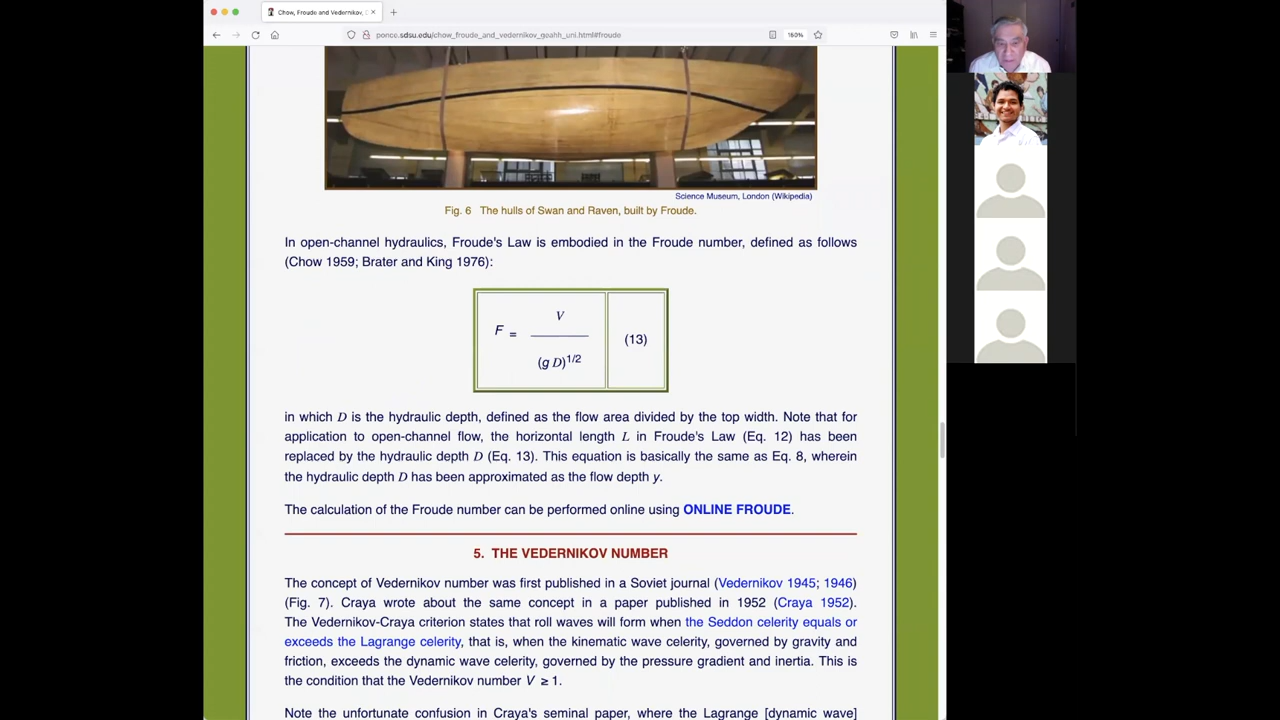 Chow, Froude and Vedernikov,
ponce.sdsu.edu/chow_froude_and_vedernikov_geahh_uni.html#froude
150%
Science Museum, London (Wikipedia)
Fig. 6 The hulls of Swan and Raven, built by Froude.
In open-channel hydraulics, Froude's Law is embodied in the Froude number, defined as follows
(Chow 1959; Brater and King 1976):
V
F = (13)
(g D)1/2
in which D is the hydraulic depth, defined as the flow area divided by the top width. Note that for
application to open-channel flow, the horizontal length L in Froude's Law (Eq. 12) has been
replaced by the hydraulic depth D (Eq. 13). This equation is basically the same as Eq. 8, wherein
the hydraulic depth D has been approximated as the flow depth y.
The calculation of the Froude number can be performed online using ONLINE FROUDE.
5. THE VEDERNIKOV NUMBER
The concept of Vedernikov number was first published in a Soviet journal (Vedernikov 1945; 1946)
(Fig. 7). Craya wrote about the same concept in a paper published in 1952 (Craya 1952).
The Vedernikov-Craya criterion states that roll waves will form when the Seddon celerity equals or
exceeds the Lagrange celerity, that is, when the kinematic wave celerity, governed by gravity and
friction, exceeds the dynamic wave celerity, governed by the pressure gradient and inertia. This is
the condition that the Vedernikov number V ≥ 1.
Note the unfortunate confusion in Craya's seminal paper, where the Lagrange [dynamic wave]